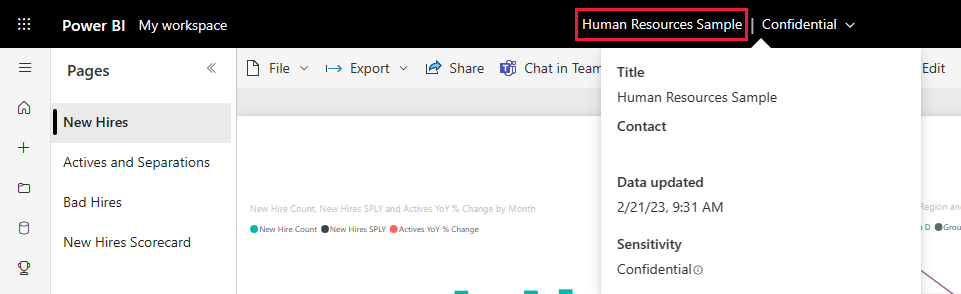 Power BI My workspace Human Resources Sample | Confidential
Pages
File Export Share Chat in Team Edit
New Hires
Actives and Separations
Bad Hires
New Hires Scorecard
New Hire Count, New Hires SPLY and Actives YoY % Change by Month
New Hire Count New Hires SPLY Actives YoY % Change
Title
Human Resources Sample
Contact
Data updated
2/21/23, 9:31 AM
Sensitivity
Confidential
Region and
D Grou